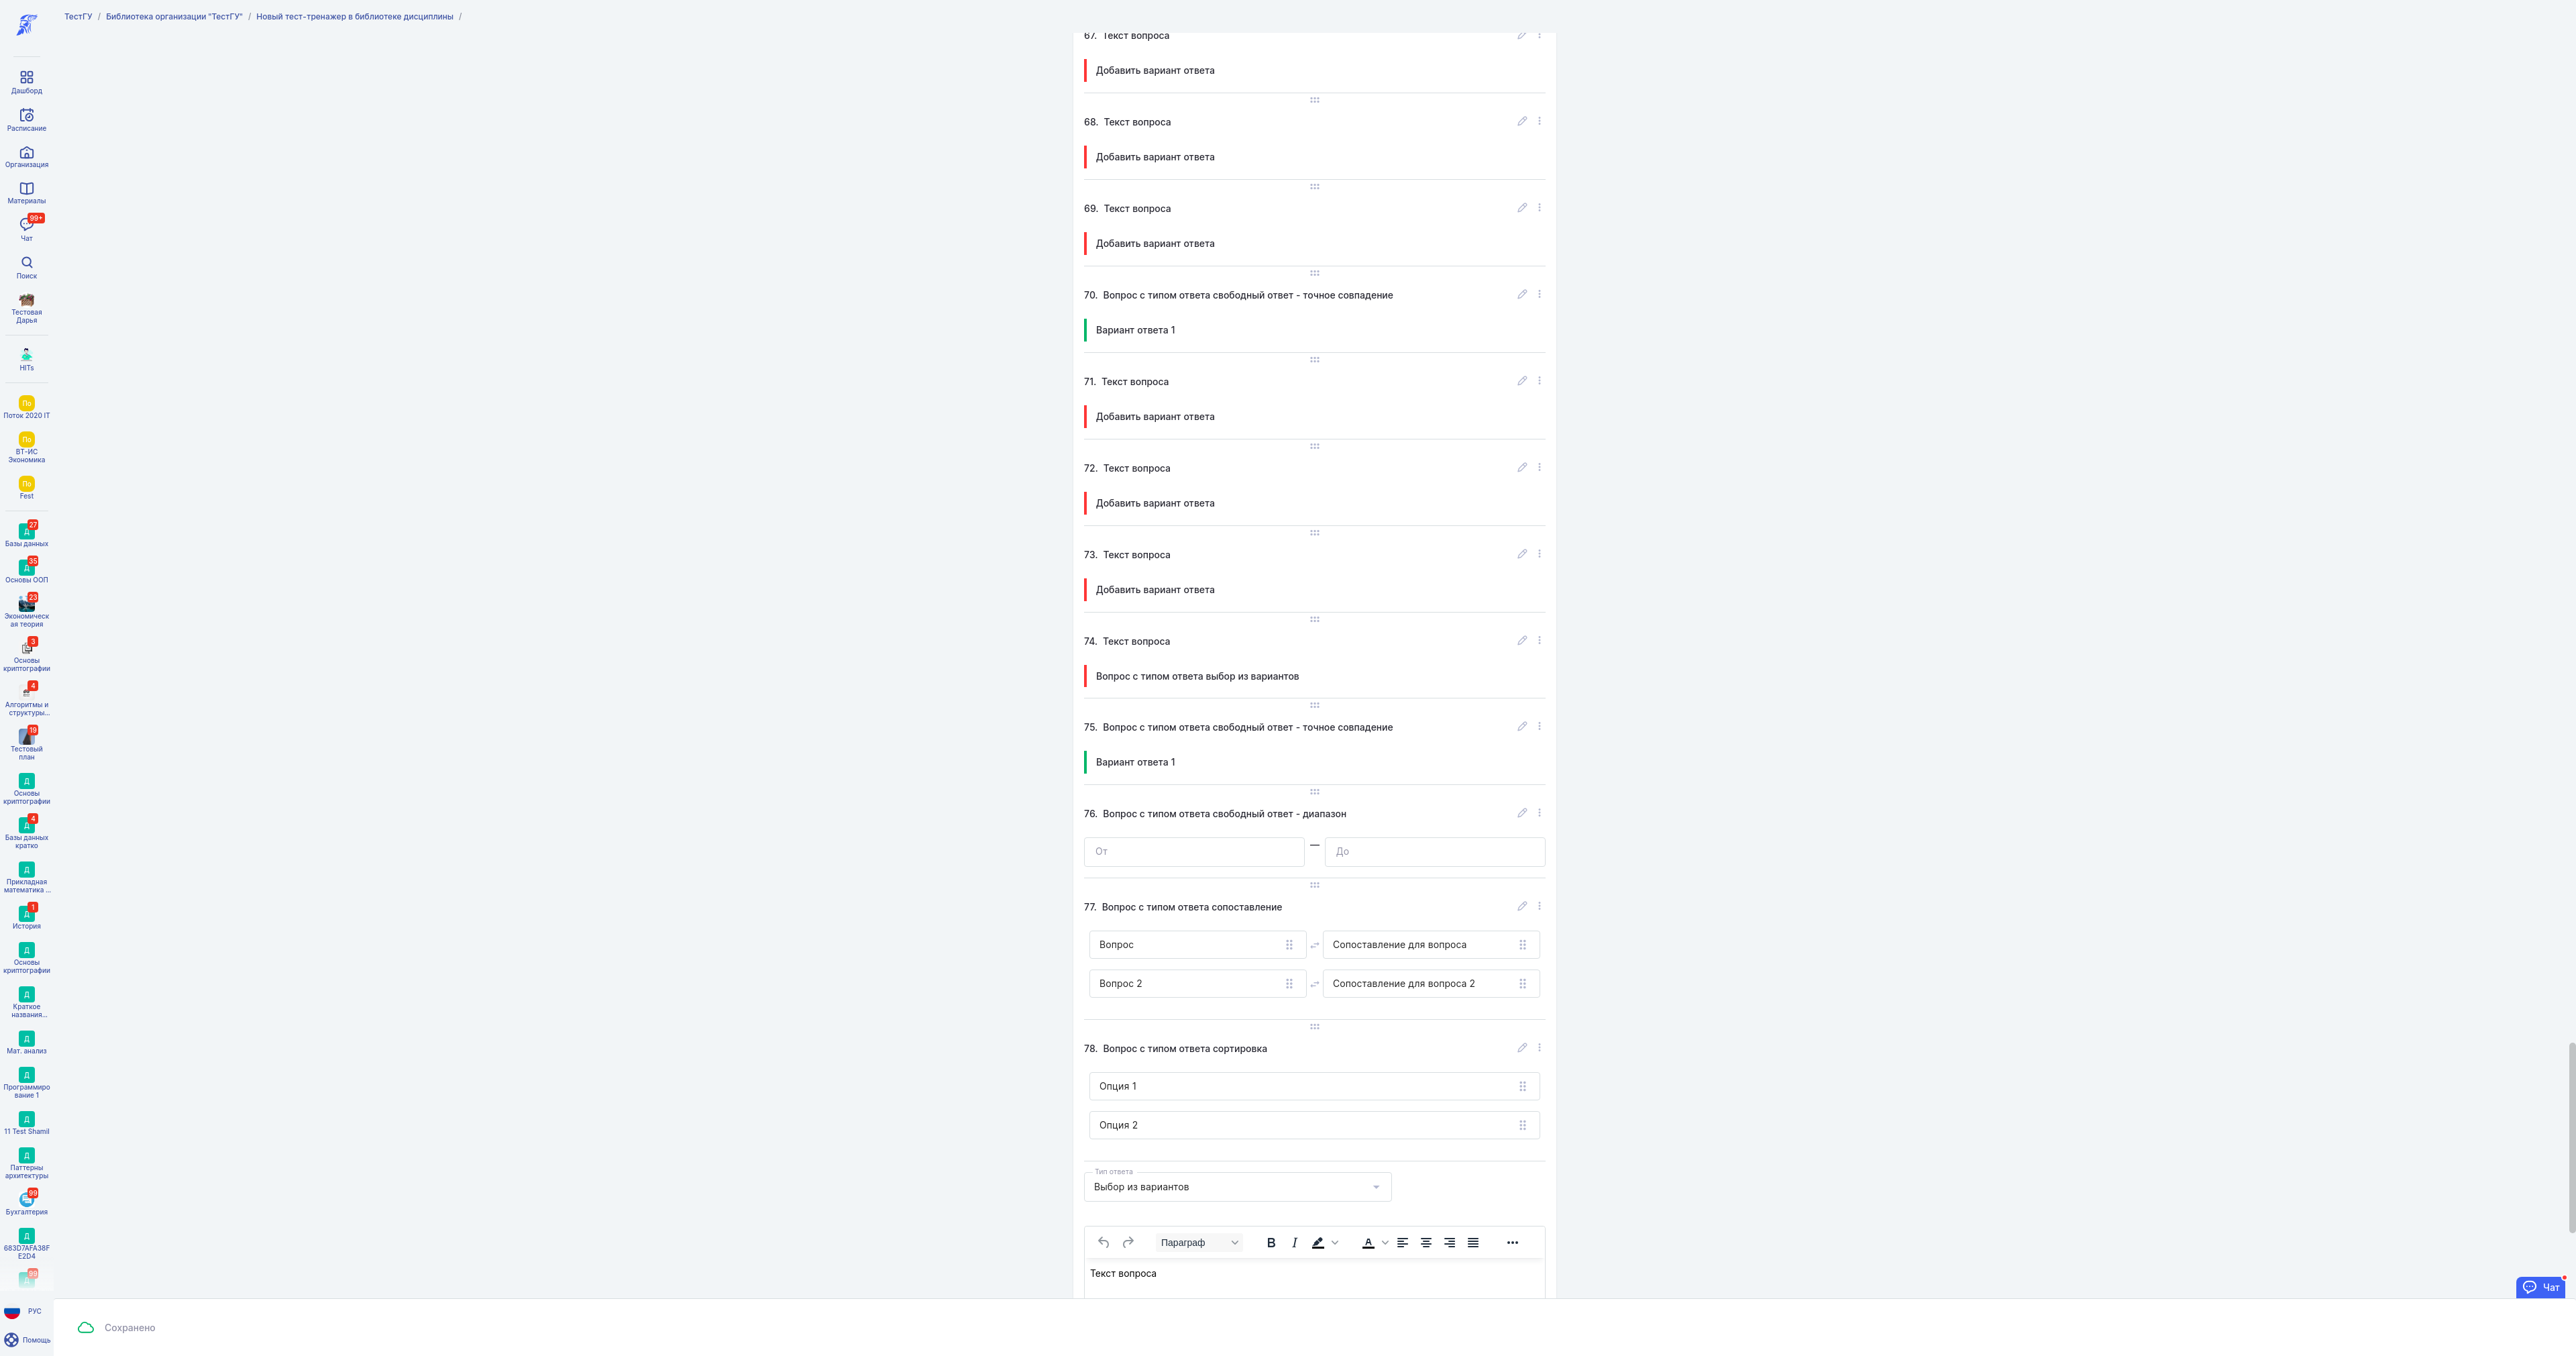 ТестГУ / Библиотека организации "ТестГУ" / Новый тест-тренажер в библиотеке дисциплины /
Дашборд
Расписание
Организация
Материалы
99+
Чат
Поиск
Тестовая
Дарья
HITs
По
Поток 2020 IT
По
ВТ-ИС
Экономика
По
Fest
27
Д
Базы данных
35
Д
Основы ООП
23
Экономическ
ая теория
3
Основы
криптографии
4
Алгоритмы и
структуры...
19
Тестовый
план
Д
Основы
криптографии
4
Д
Базы данных
кратко
Д
Прикладная
математика ...
1
Д
История
Д
Основы
криптографии
Д
Краткое
названия...
Д
Мат. анализ
Д
Программиро
вание 1
Д
11 Test Shamil
Д
Паттерны
архитектуры
99
Бухгалтерия
Д
683D7AFA38F
E2D4
99
Д
РУС
Помощь
67. Текст вопроса
Добавить вариант ответа
68. Текст вопроса
Добавить вариант ответа
69. Текст вопроса
Добавить вариант ответа
70. Вопрос с типом ответа свободный ответ - точное совпадение
Вариант ответа 1
71. Текст вопроса
Добавить вариант ответа
72. Текст вопроса
Добавить вариант ответа
73. Текст вопроса
Добавить вариант ответа
74. Текст вопроса
Вопрос с типом ответа выбор из вариантов
75. Вопрос с типом ответа свободный ответ - точное совпадение
Вариант ответа 1
76. Вопрос с типом ответа свободный ответ - диапазон
От — До
77. Вопрос с типом ответа сопоставление
Вопрос Сопоставление для вопроса
Вопрос 2 Сопоставление для вопроса 2
78. Вопрос с типом ответа сортировка
Опция 1
Опция 2
Тип ответа
Выбор из вариантов
Параграф B I A
Текст вопроса
Чат
Сохранено